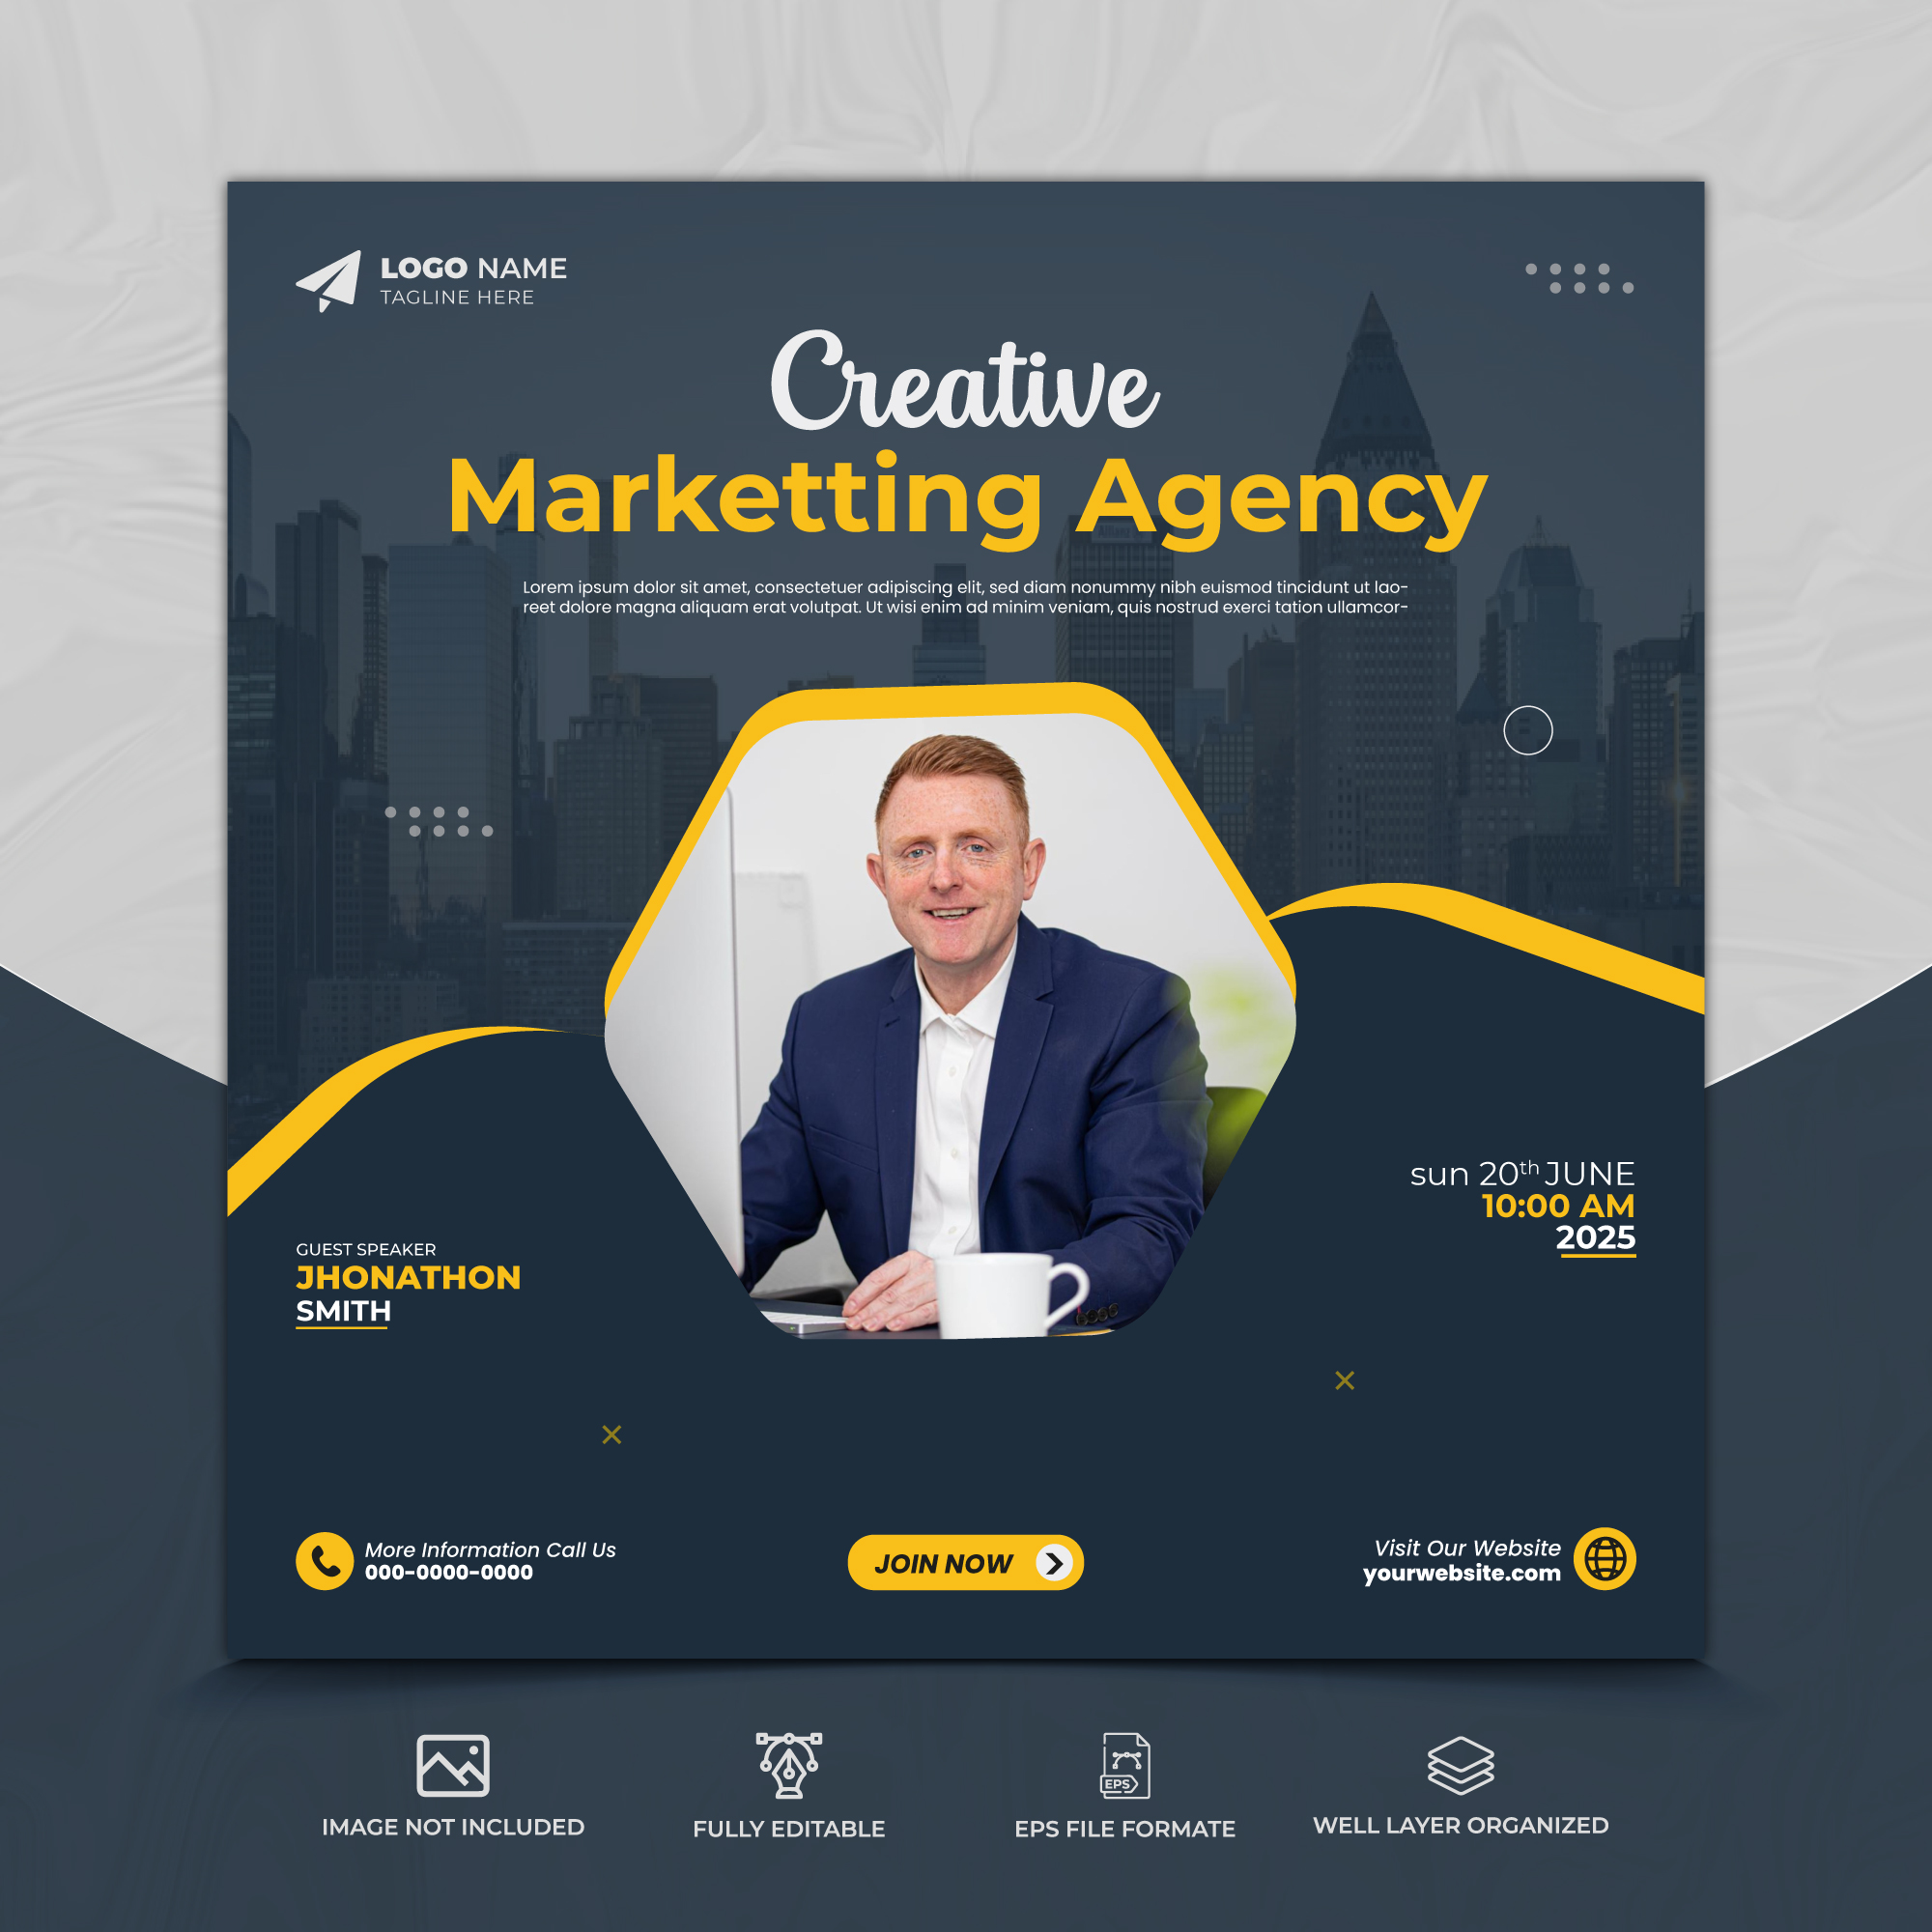 LOGO NAME
TAGLINE HERE
Creative
Marketting Agency
Lorem ipsum dolor sit amet, consectetuer adipiscing elit, sed diam nonummy nibh euismod tincidunt ut lao-
reet dolore magna aliquam erat volutpat. Ut wisi enim ad minim veniam, quis nostrud exerci tation ullamcor-
sun 20th JUNE
10:00 AM
2025
GUEST SPEAKER
JHONATHON
SMITH
More Information Call Us
000-0000-0000
JOIN NOW
Visit Our Website
yourwebsite.com
EPS
IMAGE NOT INCLUDED
FULLY EDITABLE
EPS FILE FORMATE
WELL LAYER ORGANIZED